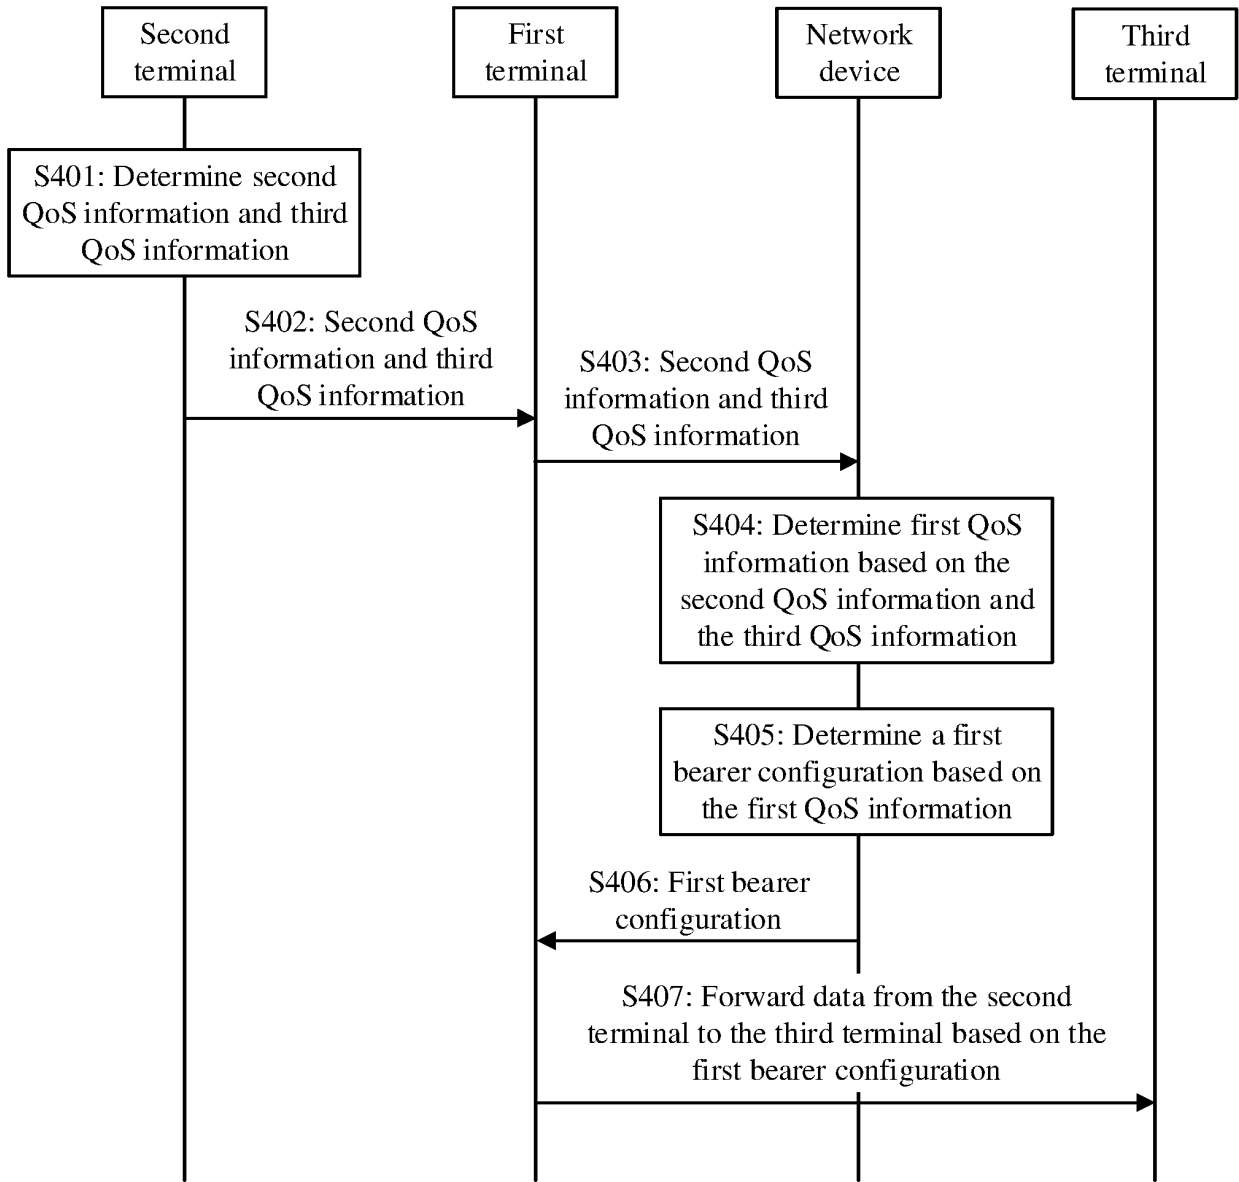 Second
terminal
First
terminal
Network
device
Third
terminal
S401: Determine second
QoS information and third
QoS information
S402: Second QoS
information and third
QoS information
S403: Second QoS
information and third
QoS information
S404: Determine first QoS
information based on the
second QoS information and
the third QoS information
S405: Determine a first
bearer configuration based on
the first QoS information
S406: First bearer
configuration
S407: Forward data from the second
terminal to the third terminal based on the
first bearer configuration